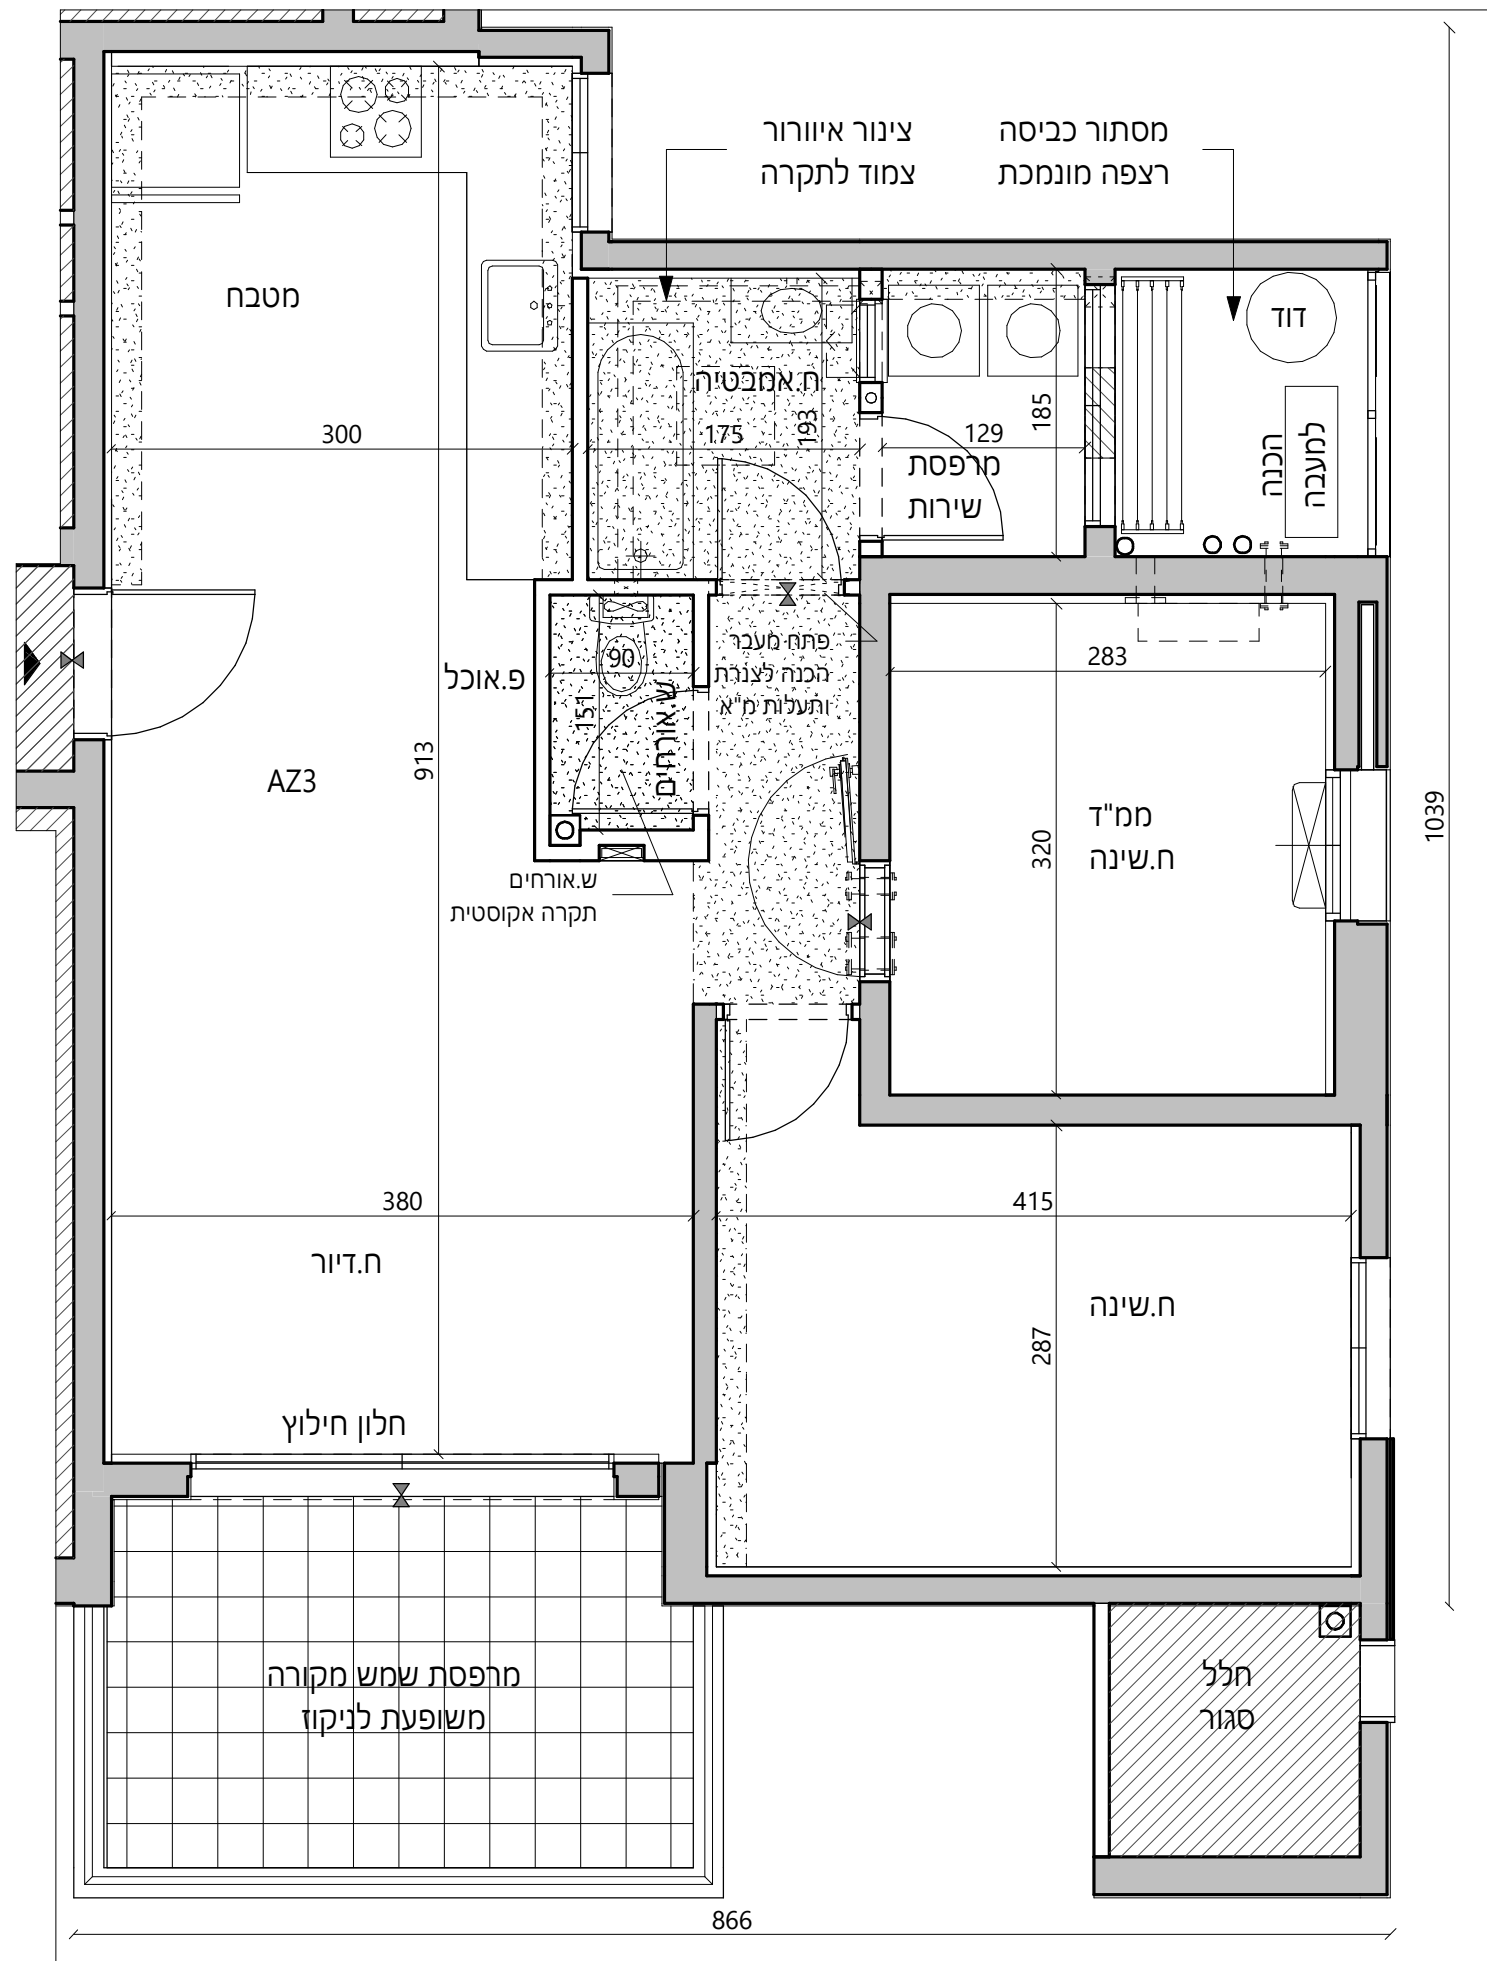 צינור איוורור
צמוד לתקרה
מסתור כביסה
רצפה מונמכת
מטבח
דוד
ח.אמבטיה
193
175
185
129
300
מרפסת
שירות
הכנה
למעבה
פתח מעבר
הכנה לצנרת
ותעלות מ"א
90
151
ש.אורחים
פ.אוכל
283
913
AZ3
ממ"ד
ח.שינה
320
1039
ש.אורחים
תקרה אקוסטית
380
415
ח.דיור
ח.שינה
287
חלון חילוץ
מרפסת שמש מקורה
משופעת לניקוז
חלל
סגור
866